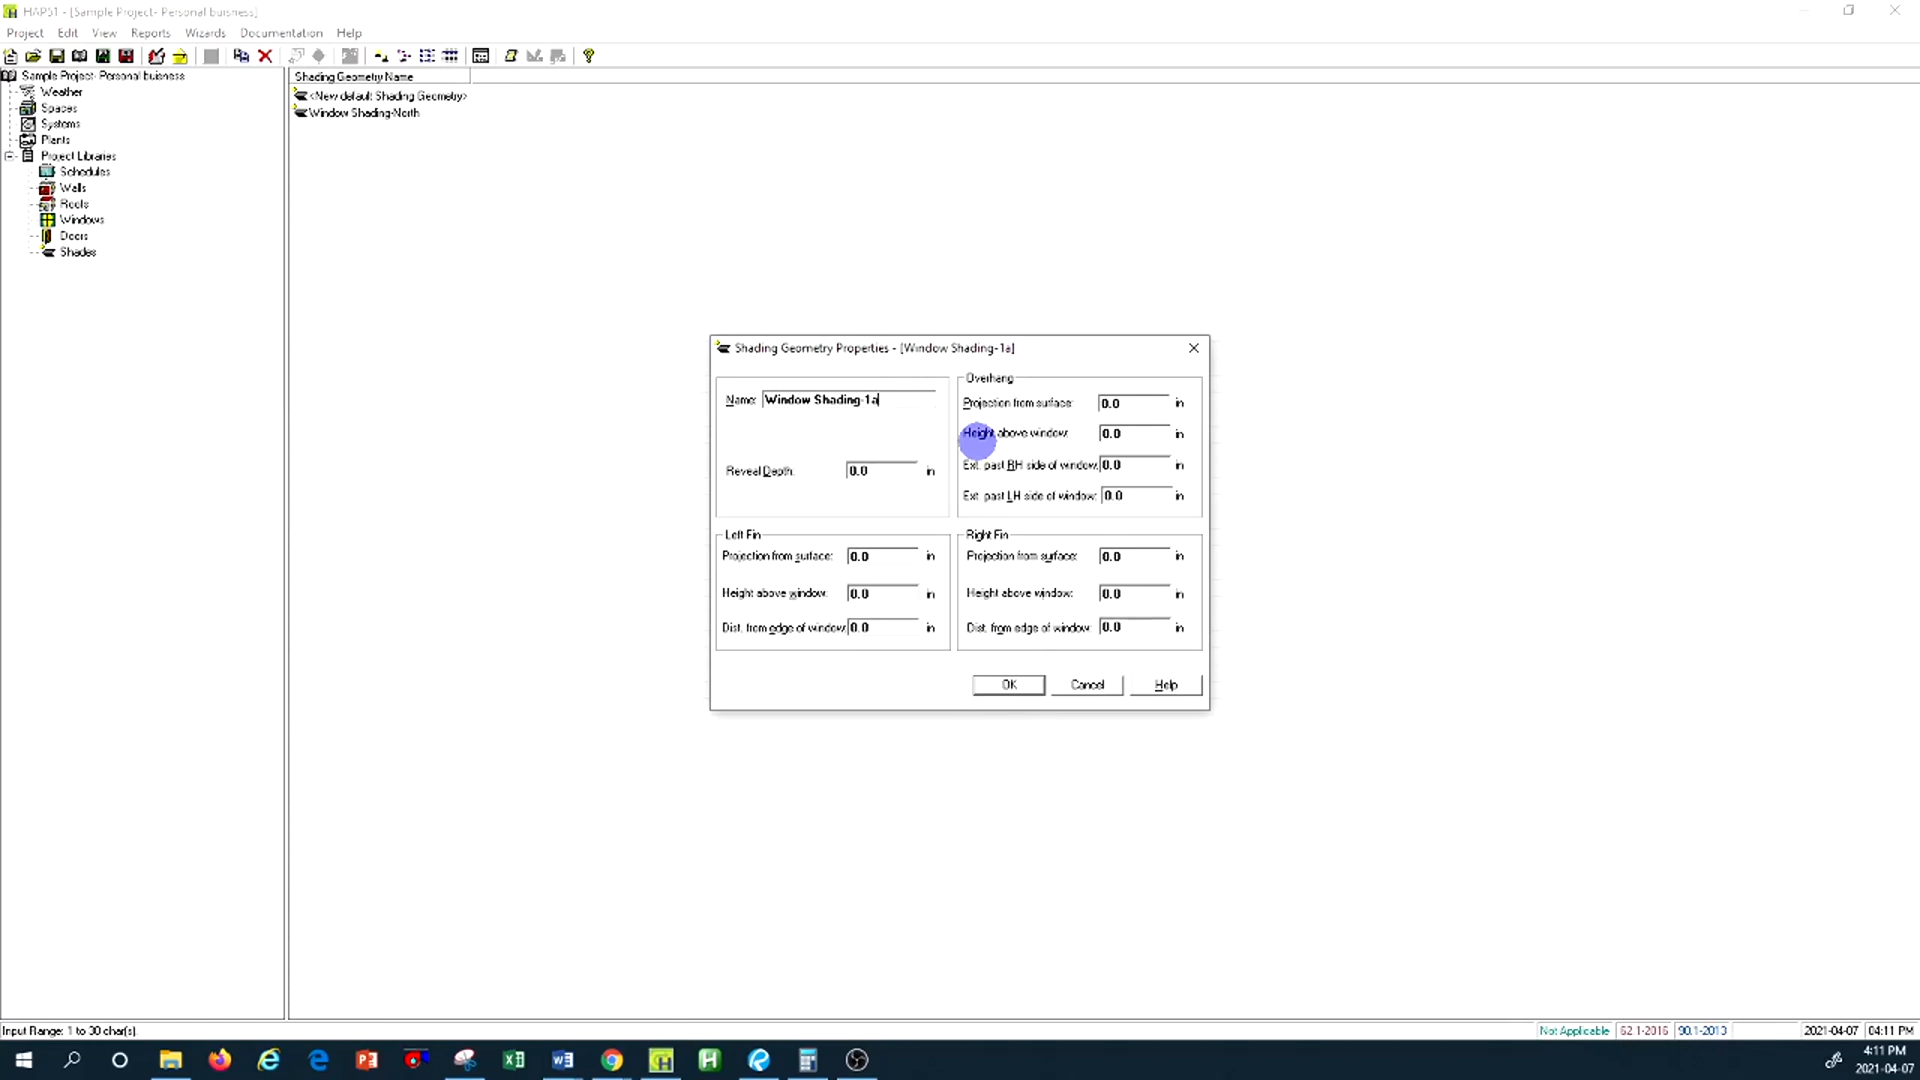 HAP51 - [Sample Project- Personal buisness]
Project Edit View Reports Wizards Documentation Help
Sample Project- Personal buisness
Weather
Spaces
Systems
Plants
Project Libraries
Schedules
Walls
Roofs
Windows
Doors
Shades
Shading Geometry Name
<New default Shading Geometry>
Window Shading-North
Shading Geometry Properties - [Window Shading-1a]
Name: Window Shading-1a
Reveal Depth: 0.0 in
Overhang
Projection from surface: 0.0 in
Height above window: 0.0 in
Ext. past RH side of window: 0.0 in
Ext. past LH side of window: 0.0 in
Left Fin
Projection from surface: 0.0 in
Height above window: 0.0 in
Dist. from edge of window: 0.0 in
Right Fin
Projection from surface: 0.0 in
Height above window: 0.0 in
Dist. from edge of window: 0.0 in
OK Cancel Help
Input Range: 1 to 30 char(s).
Not Applicable 62.1-2016 90.1-2013 2021-04-07 04:11 PM
4:11 PM
2021-04-07